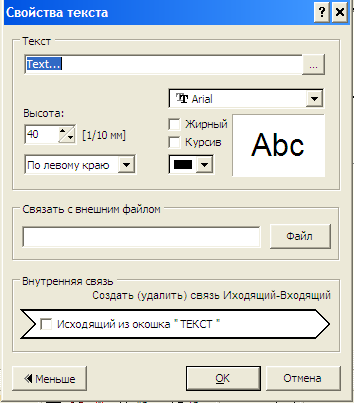 Свойства текста
Текст
Text...
...
Arial
Высота:
Жирный
40 [1/10 мм]
Курсив
Abc
По левому краю
Связать с внешним файлом
Файл
Внутренняя связь
Создать (удалить) связь Иходящий-Входящий
Исходящий из окошка " ТЕКСТ "
Меньше
OK
Отмена